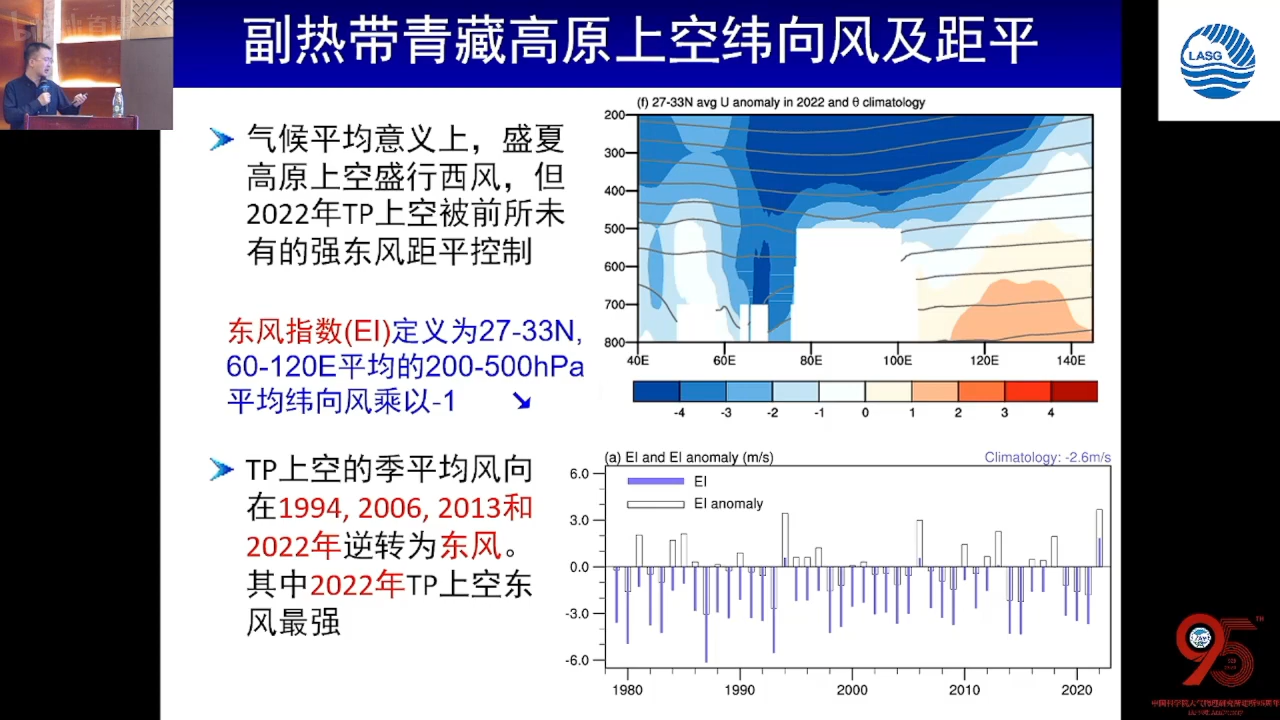 副热带青藏高原上空纬向风及距平
LASG
气候平均意义上，盛夏
高原上空盛行西风，但
2022年TP上空被前所未
有的强东风距平控制
东风指数(EI)定义为27-33N,
60-120E平均的200-500hPa
平均纬向风乘以-1
TP上空的季平均风向
在1994, 2006, 2013和
2022年逆转为东风。
其中2022年TP上空东
风最强
(f) 27-33N avg U anomaly in 2022 and θ climatology
200
300
400
500
600
700
800
40E 60E 80E 100E 120E 140E
-4 -3 -2 -1 0 1 2 3 4
(a) EI and EI anomaly (m/s) Climatology: -2.6m/s
EI
EI anomaly
6.0
3.0
0.0
-3.0
-6.0
1980 1990 2000 2010 2020
95
TH